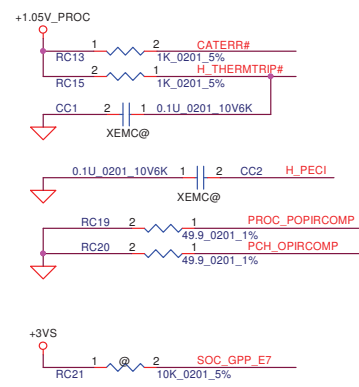 +1.05V_PROC
1 2 CATERR#
RC13 1K_0201_5%
2 1 H_THERMTRIP#
RC15 1K_0201_5%
CC1 2 1 0.1U_0201_10V6K
XEMC@
0.1U_0201_10V6K 1 2 CC2 H_PECI
XEMC@
RC19 2 1 PROC_POPIRCOMP
49.9_0201_1%
RC20 2 1 PCH_OPIRCOMP
49.9_0201_1%
+3VS
1 @ 2 SOC_GPP_E7
RC21 10K_0201_5%